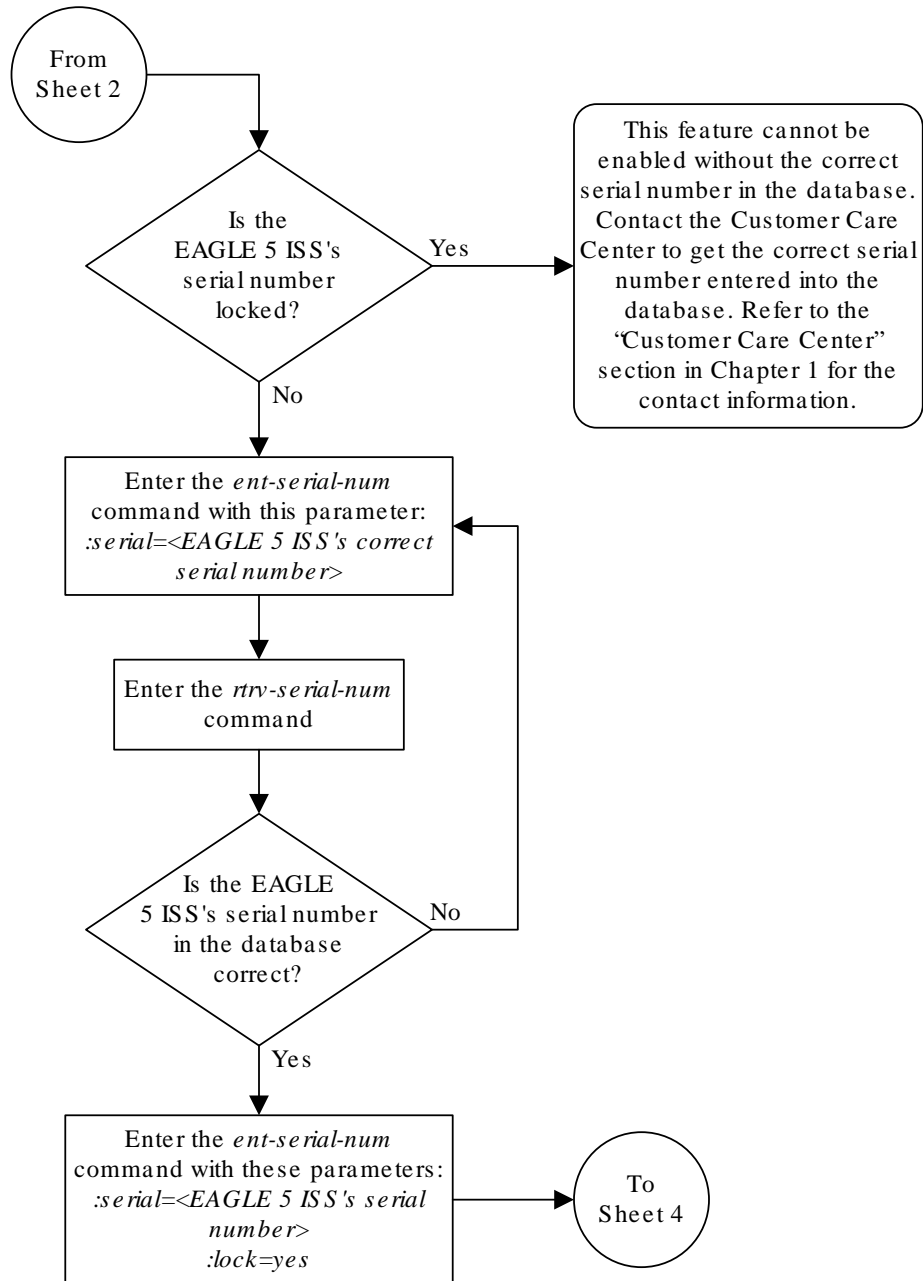 From
Sheet 2
Is the
EAGLE 5 ISS's
serial number
locked?
Yes
This feature cannot be
enabled without the correct
serial number in the database.
Contact the Customer Care
Center to get the correct serial
number entered into the
database. Refer to the
“Customer Care Center”
section in Chapter 1 for the
contact information.
No
Enter the ent-serial-num
command with this parameter:
:serial=<EAGLE 5 ISS's correct
serial number>
Enter the rtrv-serial-num
command
Is the EAGLE
5 ISS's serial number
in the database
correct?
No
Yes
Enter the ent-serial-num
command with these parameters:
:serial=<EAGLE 5 ISS's serial
number>
:lock=yes
To
Sheet 4